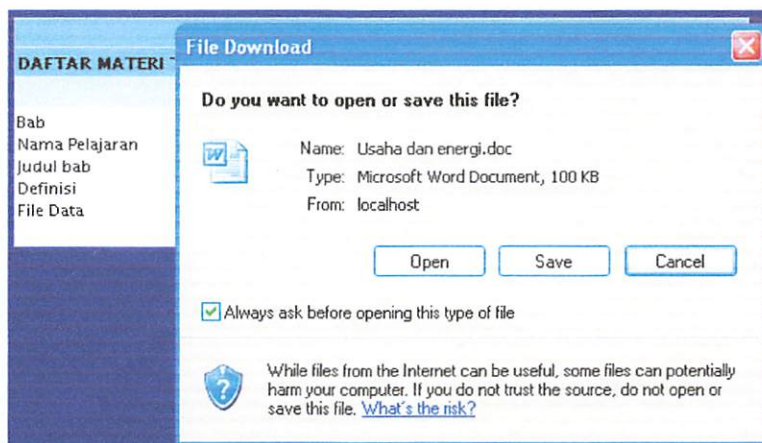 File Download
DAFTAR MATERI
Do you want to open or save this file?
Bab
Nama Pelajaran
Judul bab
Definisi
File Data
Name: Usaha dan energi.doc
Type: Microsoft Word Document, 100 KB
From: localhost
Open Save Cancel
Always ask before opening this type of file
While files from the Internet can be useful, some files can potentially
harm your computer. If you do not trust the source, do not open or
save this file. What's the risk?